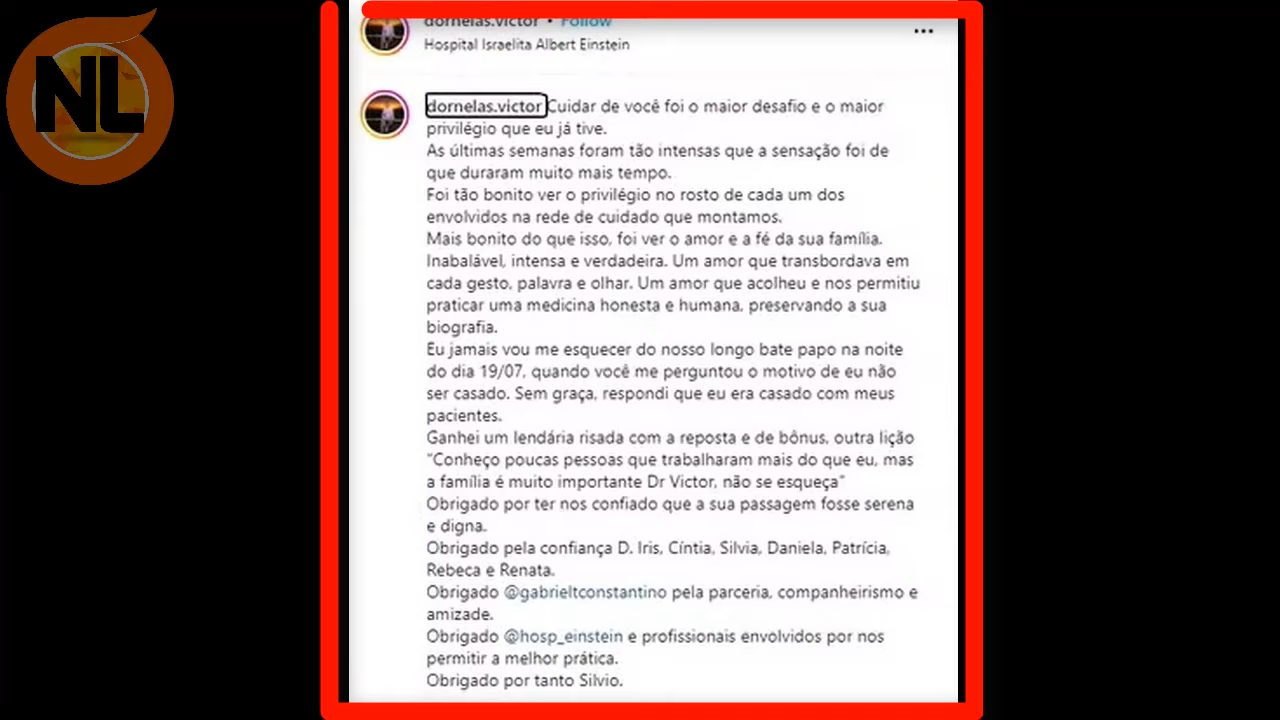 NL
dornelas.victor • Follow
Hospital Israelita Albert Einstein
dornelas.victor Cuidar de você foi o maior desafio e o maior
privilégio que eu já tive.
As últimas semanas foram tão intensas que a sensação foi de
que duraram muito mais tempo.
Foi tão bonito ver o privilégio no rosto de cada um dos
envolvidos na rede de cuidado que montamos.
Mais bonito do que isso, foi ver o amor e a fé da sua família.
Inabalável, intensa e verdadeira. Um amor que transbordava em
cada gesto, palavra e olhar. Um amor que acolheu e nos permitiu
praticar uma medicina honesta e humana, preservando a sua
biografia.
Eu jamais vou me esquecer do nosso longo bate papo na noite
do dia 19/07, quando você me perguntou o motivo de eu não
ser casado. Sem graça, respondi que eu era casado com meus
pacientes.
Ganhei um lendária risada com a reposta e de bônus, outra lição
"Conheço poucas pessoas que trabalharam mais do que eu, mas
a família é muito importante Dr Victor, não se esqueça"
Obrigado por ter nos confiado que a sua passagem fosse serena
e digna.
Obrigado pela confiança D. Iris, Cíntia, Silvia, Daniela, Patrícia,
Rebeca e Renata.
Obrigado @gabrieltconstantino pela parceria, companheirismo e
amizade.
Obrigado @hosp_einstein e profissionais envolvidos por nos
permitir a melhor prática.
Obrigado por tanto Silvio.